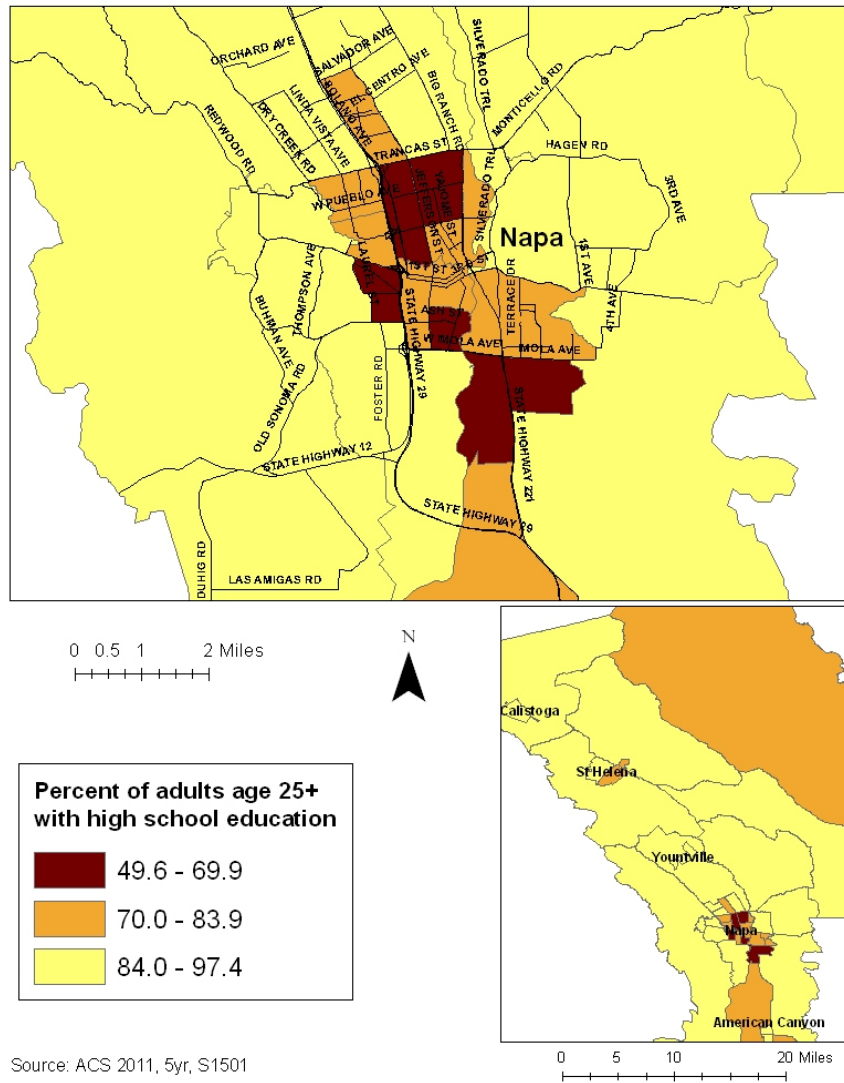 ORCHARD AVE
SALVADOR AVE
EL CENTRO AVE
SOLANO AVE
BIG RANCH RD
SILVERADO TRL
MONTICELLO RD
LINDA VISTA AVE
DRY CREEK RD
REDWOOD RD
TRANCAS ST
HAGEN RD
3RD AVE
W PUEBLO AVE
JEFFERSON ST
YAJOME ST
SILVERADO TRL
Napa
1ST ST
1ST AVE
4TH AVE
LAUREL ST
THOMPSON AVE
BUHMAN AVE
TERRACE DR
ASH ST
W IMOLA AVE
IMOLA AVE
STATE HIGHWAY 29
FOSTER RD
OLD SONOMA RD
STATE HIGHWAY 12
STATE HIGHWAY 221
STATE HIGHWAY 29
DUHIG RD
LAS AMIGAS RD
0 0.5 1 2 Miles
N
Percent of adults age 25+
with high school education
49.6 - 69.9
70.0 - 83.9
84.0 - 97.4
Calistoga
St Helena
Yountville
Napa
American Canyon
0 5 10 20 Miles
Source: ACS 2011, 5yr, S1501